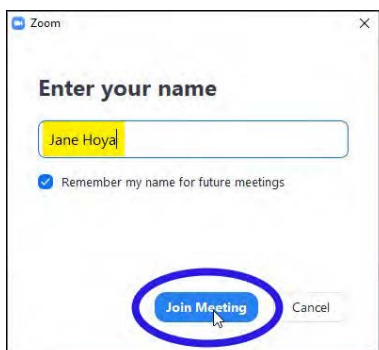 Zoom
Enter your name
Jane Hoya
Remember my name for future meetings
Join Meeting Cancel